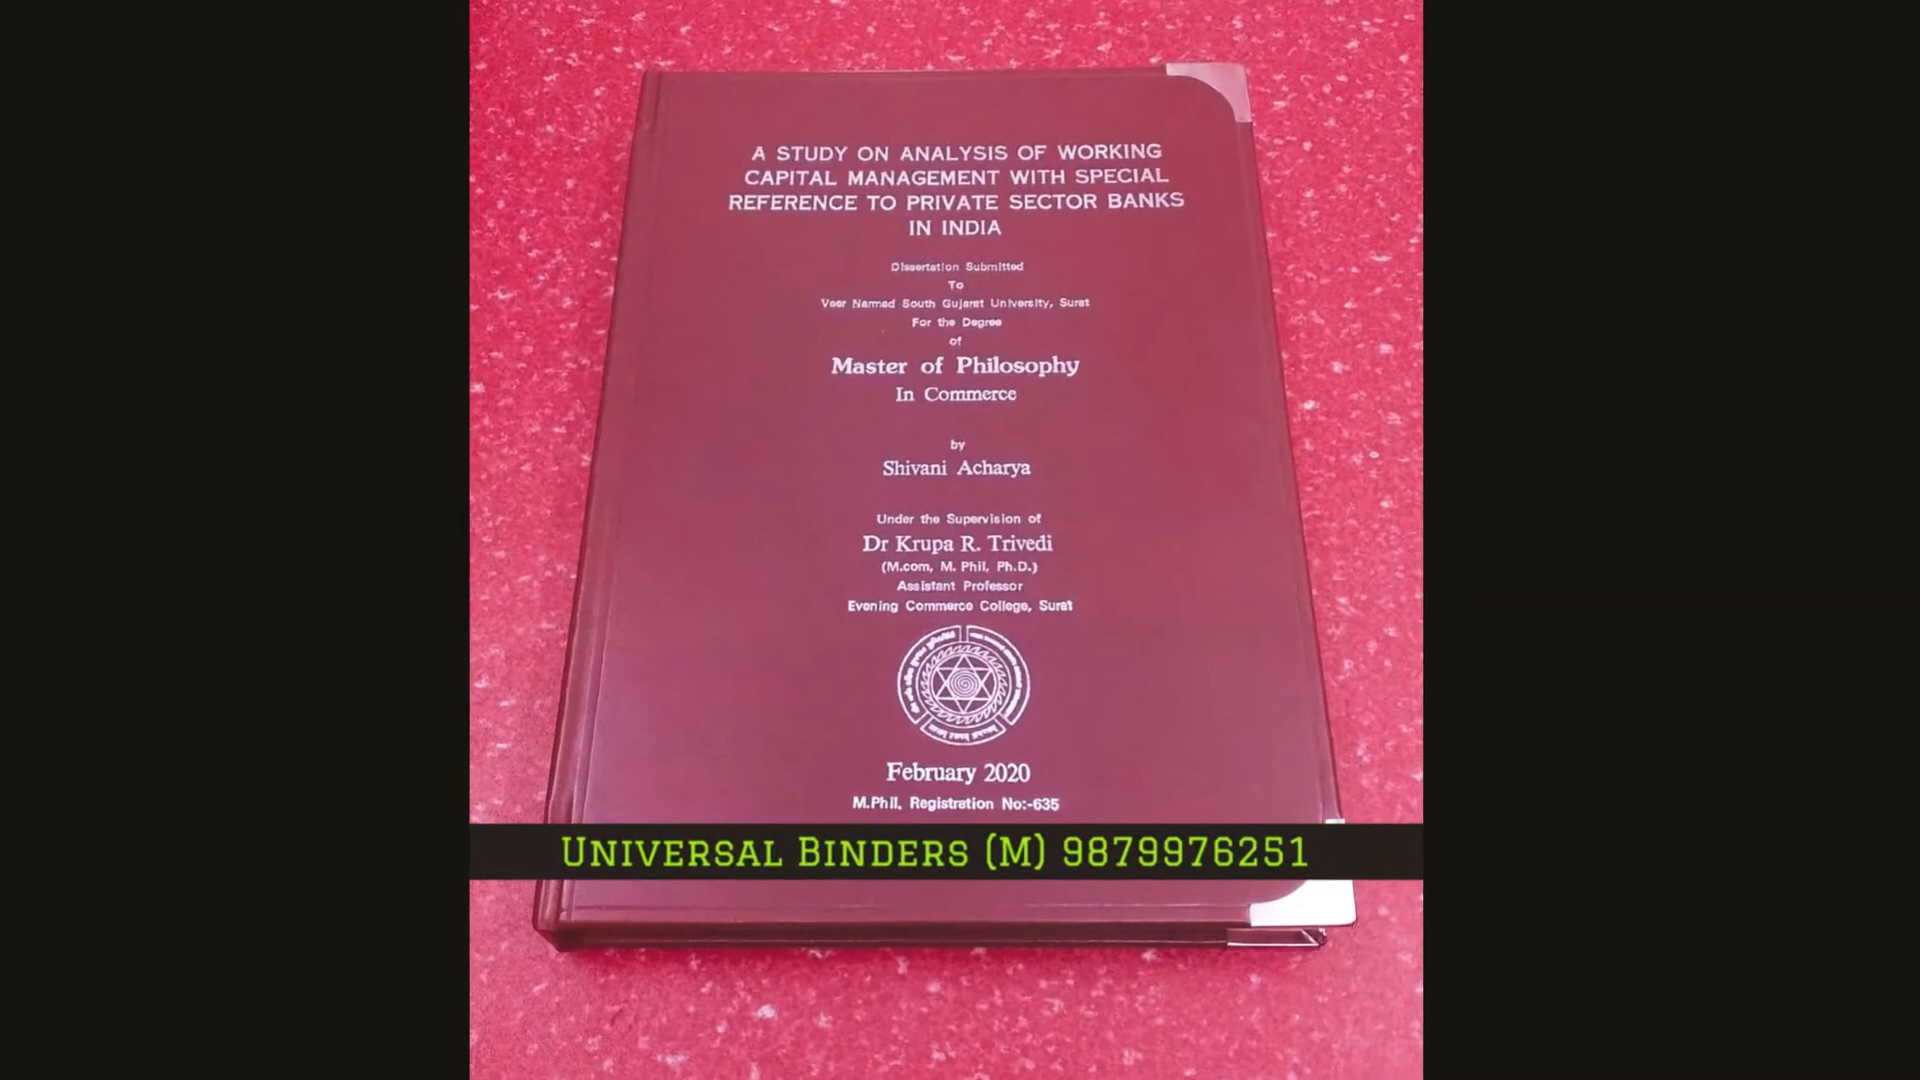 A STUDY ON ANALYSIS OF WORKING
CAPITAL MANAGEMENT WITH SPECIAL
REFERENCE TO PRIVATE SECTOR BANKS
IN INDIA
Dissertation Submitted
To
Veer Narmad South Gujarat University, Surat
For the Degree
of
Master of Philosophy
In Commerce
by
Shivani Acharya
Under the Supervision of
Dr Krupa R. Trivedi
(M.com, M. Phil, Ph.D.)
Assistant Professor
Evening Commerce College, Surat
February 2020
M.Phil. Registration No:-635
Universal Binders (M) 9879976251